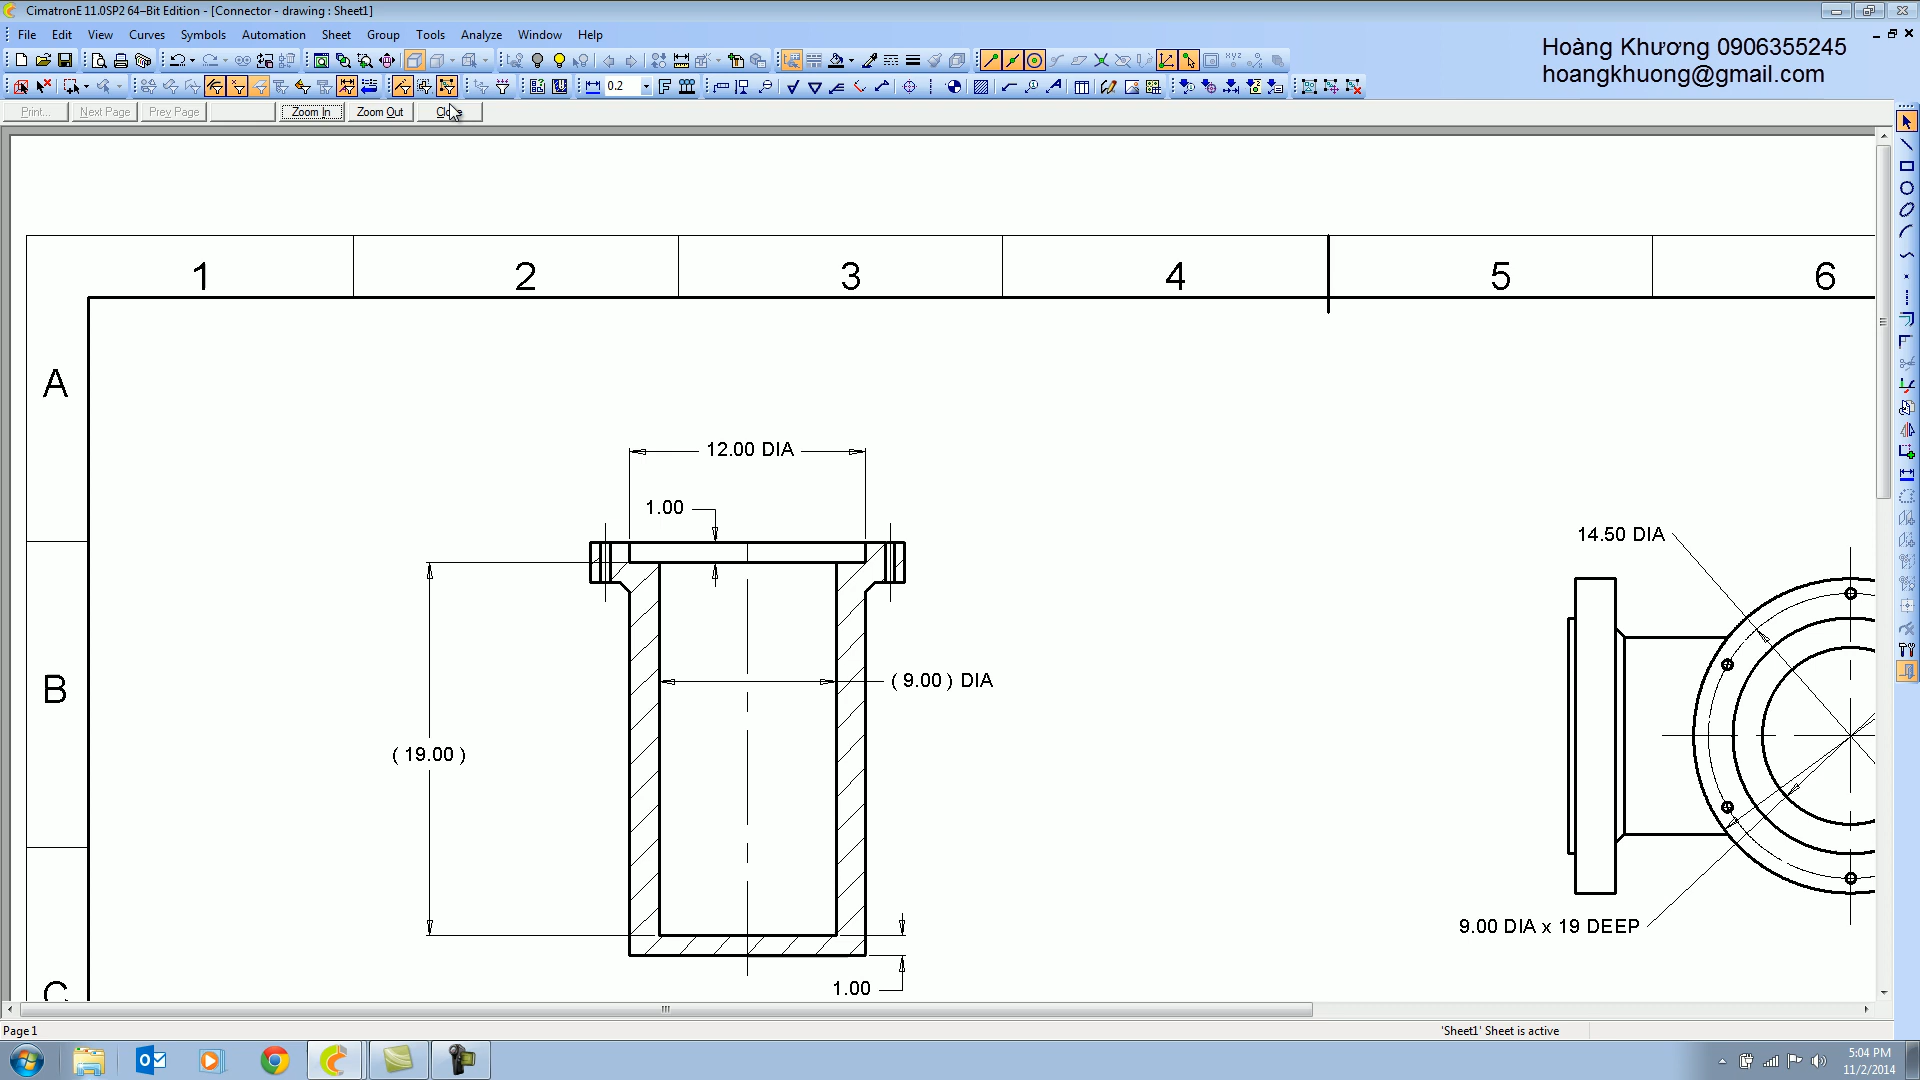 CimatronE 11.0SP2 64–Bit Edition - [Connector - drawing : Sheet1]
File Edit View Curves Symbols Automation Sheet Group Tools Analyze Window Help
Hoàng Khương 0906355245
hoangkhuong@gmail.com
0.2
Print... Next Page Prev Page Zoom In Zoom Out Close
1 2 3 4 5 6
A
12.00 DIA
1.00
14.50 DIA
B
( 9.00 ) DIA
( 19.00 )
9.00 DIA x 19 DEEP
C
1.00
Page 1
'Sheet1' Sheet is active
5:04 PM
11/2/2014